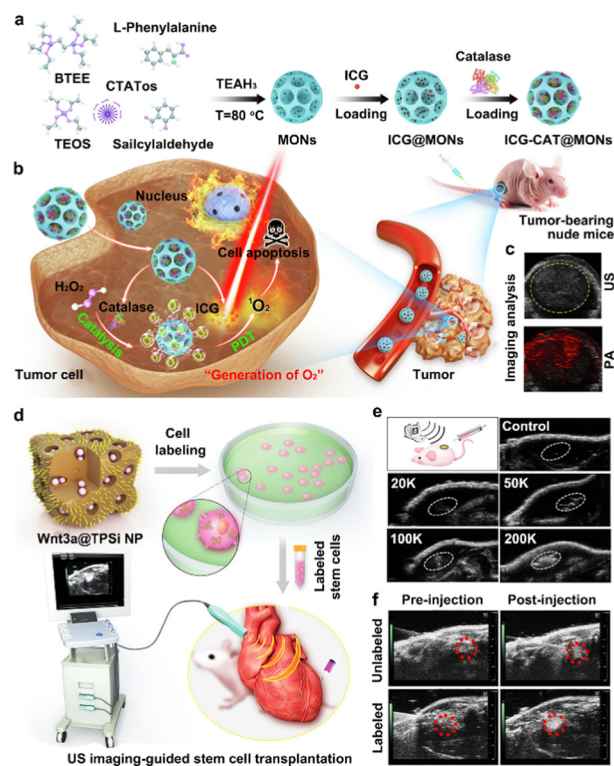 a
L-Phenylalanine
BTEE
CTATos
TEOS
Sailcylaldehyde
TEAH₃
T=80 °C
MONs
ICG
Loading
ICG@MONs
Catalase
Loading
ICG-CAT@MONs
b
Nucleus
Cell apoptosis
H₂O₂
Catalase
ICG
¹O₂
Catalysis
PDT
"Generation of O₂"
Tumor cell
Tumor
Tumor-bearing
nude mice
c
Imaging analysis
US
PA
d
Cell
labeling
Wnt3a@TPSi NP
Labeled
stem cells
US imaging-guided stem cell transplantation
e
Control
20K
50K
100K
200K
f
Pre-injection
Post-injection
Unlabeled
Labeled